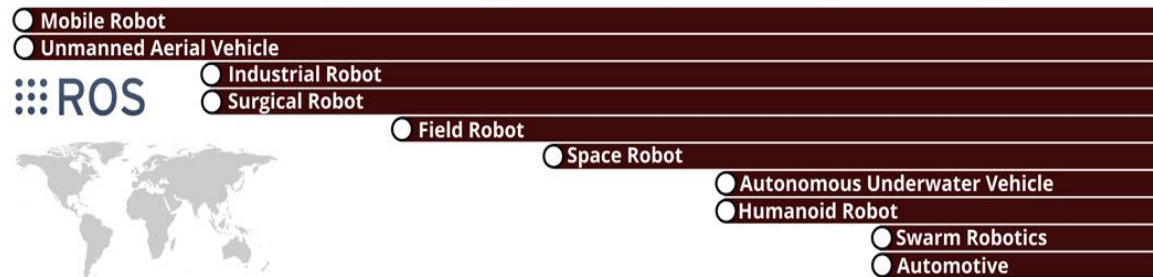 Mobile Robot
Unmanned Aerial Vehicle
Industrial Robot
ROS
Surgical Robot
Field Robot
Space Robot
Autonomous Underwater Vehicle
Humanoid Robot
Swarm Robotics
Automotive